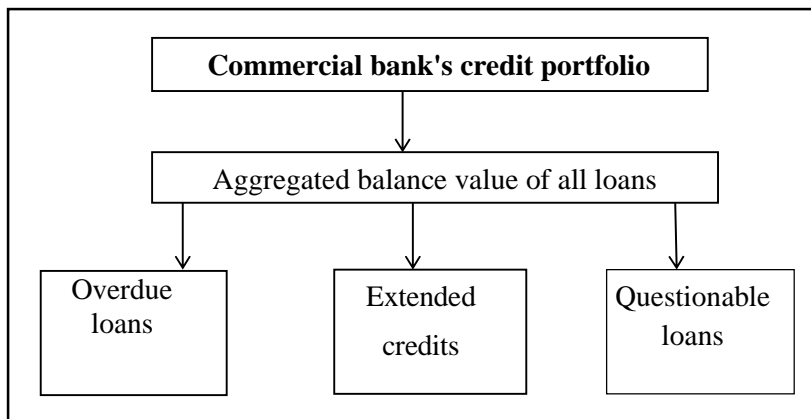 Commercial bank's credit portfolio
Aggregated balance value of all loans
Overdue
loans
Extended
credits
Questionable
loans